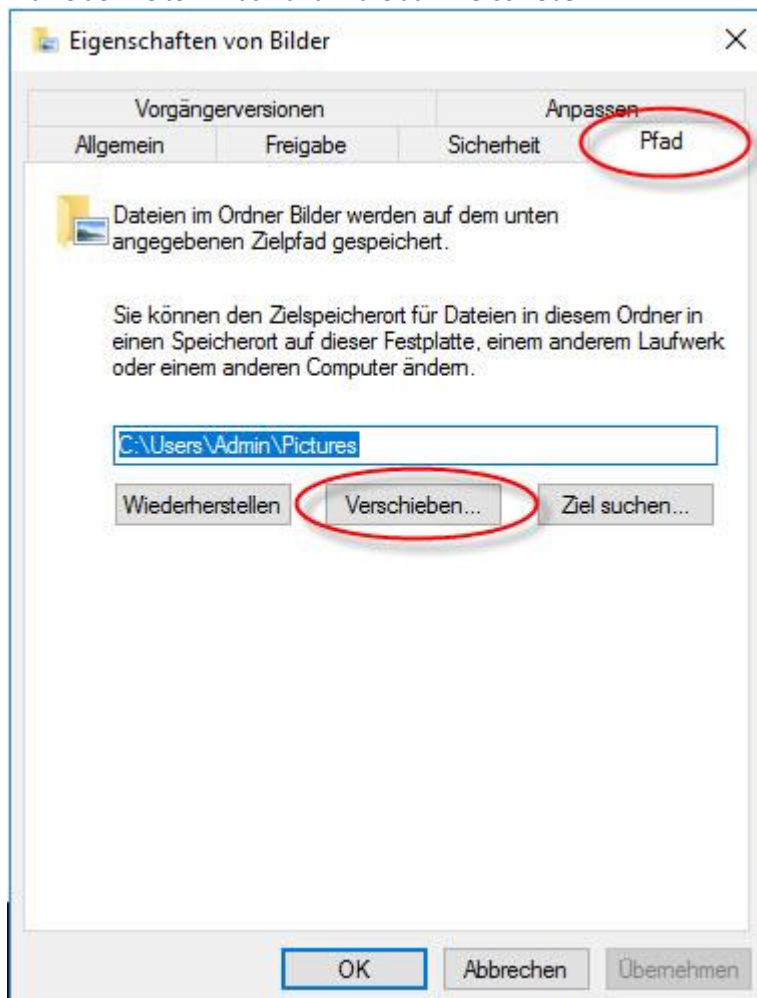 Eigenschaften von Bilder
Vorgängerversionen Anpassen
Allgemein Freigabe Sicherheit Pfad
Dateien im Ordner Bilder werden auf dem unten
angegebenen Zielpfad gespeichert.
Sie können den Zielspeicherort für Dateien in diesem Ordner in
einen Speicherort auf dieser Festplatte, einem anderem Laufwerk
oder einem anderen Computer ändern.
C:\Users\Admin\Pictures
Wiederherstellen Verschieben... Ziel suchen...
OK Abbrechen Übernehmen